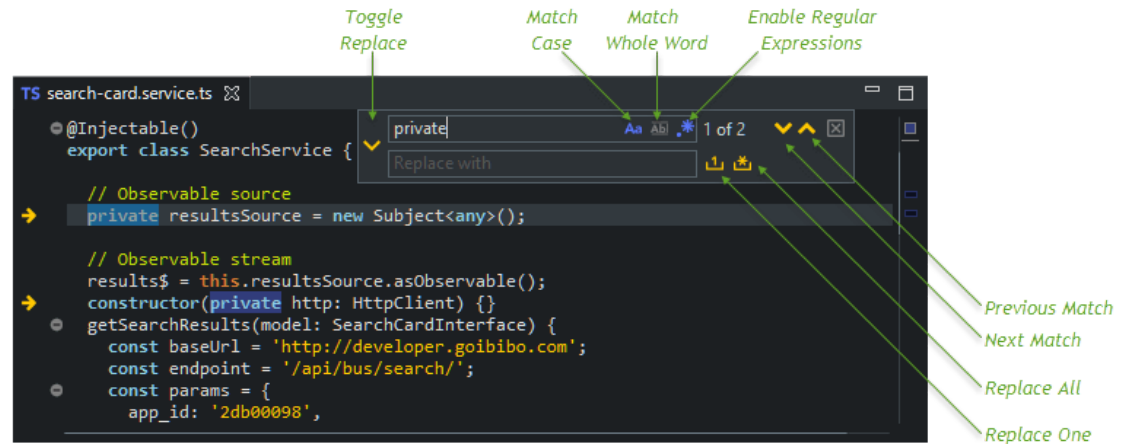 Toggle
Replace
Match
Case
Match
Whole Word
Enable Regular
Expressions
TS search-card.service.ts
@Injectable()
export class SearchService {
private
Aa Ab| .* 1 of 2
Replace with
1 *
// Observable source
private resultsSource = new Subject<any>();
// Observable stream
results$ = this.resultsSource.asObservable();
constructor(private http: HttpClient) {}
getSearchResults(model: SearchCardInterface) {
const baseUrl = 'http://developer.goibibo.com';
const endpoint = '/api/bus/search/';
const params = {
app_id: '2db00098',
Previous Match
Next Match
Replace All
Replace One